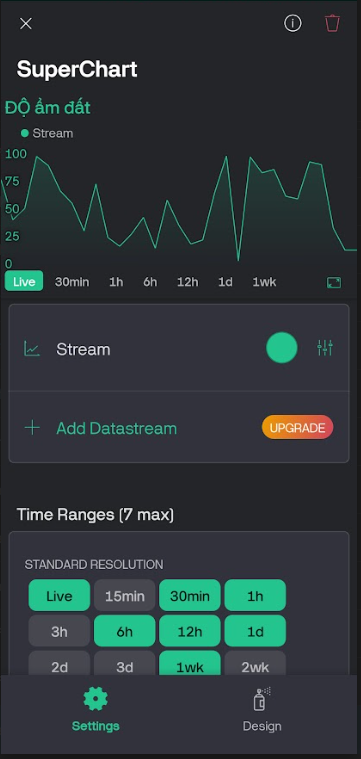 SuperChart
ĐỘ ẩm đất
Stream
100
75
50
25
0
Live 30min 1h 6h 12h 1d 1wk
Stream
Add Datastream UPGRADE
Time Ranges (7 max)
STANDARD RESOLUTION
Live 15min 30min 1h
3h 6h 12h 1d
2d 3d 1wk 2wk
Settings Design